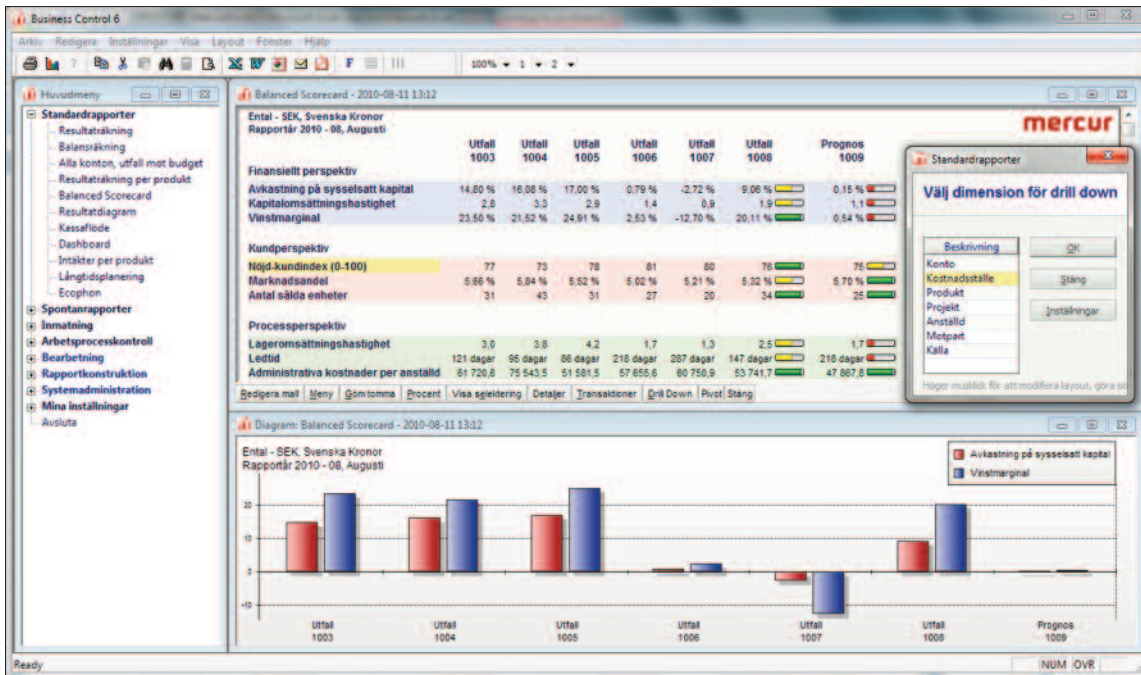 Business Control 6
Arkiv Redigera Inställningar Visa Layout Fönster Hjälp
F 100% 1 2
Huvudmeny
Standardrapporter
Resultaträkning
Balansräkning
Alla konton, utfall mot budget
Resultaträkning per produkt
Balanced Scorecard
Resultatdiagram
Kassaflöde
Dashboard
Intäkter per produkt
Långtidsplanering
Ecophon
Spontanrapporter
Inmatning
Arbetsprocesskontroll
Bearbetning
Rapportkonstruktion
Systemadministration
Mina inställningar
Avsluta
Balanced Scorecard - 2010-08-11 13:12
Ental - SEK, Svenska Kronor
Rapportår 2010 - 08, Augusti
mercur
Utfall Utfall Utfall Utfall Utfall Utfall Prognos
1003 1004 1005 1006 1007 1008 1009
Finansiellt perspektiv
Avkastning på sysselsatt kapital 14,80 % 16,08 % 17,00 % 0,79 % -2,72 % 9,06 % 0,15 %
Kapitalomsättningshastighet 2,8 3,3 2,9 1,4 0,9 1,9 1,1
Vinstmarginal 23,50 % 21,52 % 24,91 % 2,53 % -12,70 % 20,11 % 0,54 %
Kundperspektiv
Nöjd-kundindex (0-100) 77 73 78 81 80 76 75
Marknadsandel 5,66 % 5,84 % 5,52 % 5,02 % 5,21 % 5,32 % 5,70 %
Antal sålda enheter 31 43 31 27 20 34 25
Processperspektiv
Lageromsättningshastighet 3,0 3,8 4,2 1,7 1,3 2,5 1,7
Ledtid 121 dagar 95 dagar 86 dagar 218 dagar 287 dagar 147 dagar 218 dagar
Administrativa kostnader per anställd 61 720,6 75 543,5 51 581,5 57 655,6 60 750,9 53 741,7 47 867,8
Redigera mall Meny Göm tomma Procent Visa selektering Detaljer Transaktioner Drill Down Pivot Stäng
Standardrapporter
Välj dimension för drill down
Beskrivning
Konto
Kostnadsställe
Produkt
Projekt
Anställd
Motpart
Källa
OK
Stäng
Inställningar
Höger musklick för att modifiera layout, göra
Diagram: Balanced Scorecard - 2010-08-11 13:12
Ental - SEK, Svenska Kronor
Rapportår 2010 - 08, Augusti
Avkastning på sysselsatt kapital
Vinstmarginal
20
10
0
-10
Utfall Utfall Utfall Utfall Utfall Utfall Prognos
1003 1004 1005 1006 1007 1008 1009
Ready
NUM OVR